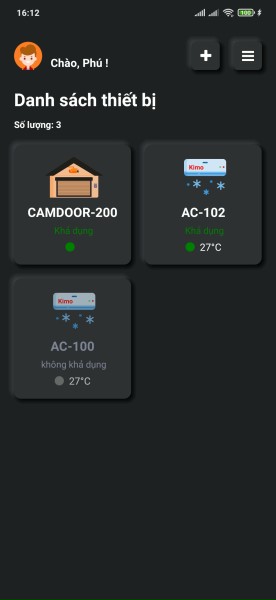 16:12
100
Chào, Phú !
Danh sách thiết bị
Số lượng: 3
Kimo
CAMDOOR-200
AC-102
Khả dụng
Khả dụng
27°C
Kimo
AC-100
không khả dụng
27°C